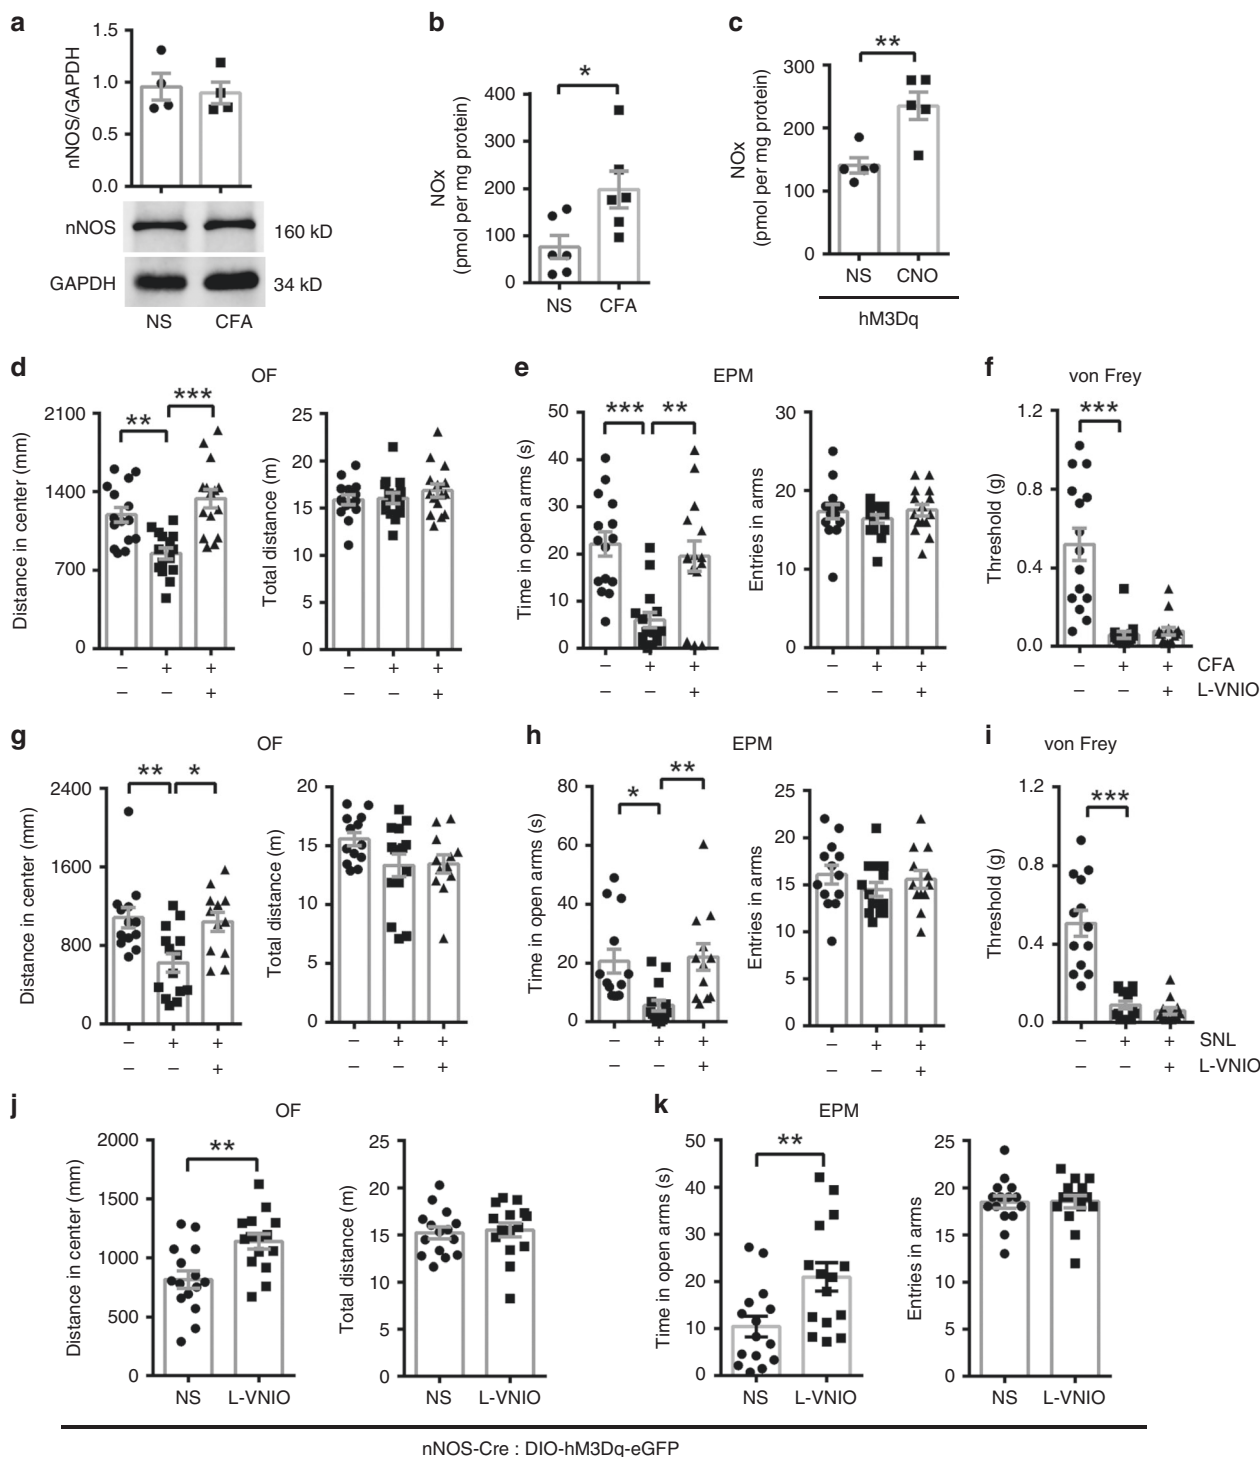 a
nNOS/GAPDH
1.5
1.0
0.5
0.0
nNOS
160 kD
GAPDH
34 kD
NS
CFA
b
*
NOx
(pmol per mg protein)
400
300
200
100
0
NS
CFA
c
**
NOx
(pmol per mg protein)
300
200
100
0
NS
CNO
hM3Dq
d
OF
** ***
Distance in center (mm)
2100
1400
700
0
– + +
– – +
Total distance (m)
25
20
15
10
5
0
– + +
– – +
e
EPM
*** **
Time in open arms (s)
50
40
30
20
10
0
– + +
– – +
Entries in arms
30
20
10
0
– + +
– – +
f
von Frey
***
Threshold (g)
1.2
0.8
0.4
0.0
– + + CFA
– – + L-VNIO
g
OF
** *
Distance in center (mm)
2400
1600
800
0
– + +
– – +
Total distance (m)
20
15
10
5
0
– + +
– – +
h
EPM
* **
Time in open arms (s)
80
60
40
20
0
– + +
– – +
Entries in arms
25
20
15
10
5
0
– + +
– – +
i
von Frey
***
Threshold (g)
1.2
0.8
0.4
0.0
– + + SNL
– – + L-VNIO
j
OF
**
Distance in center (mm)
2000
1500
1000
500
0
NS
L-VNIO
Total distance (m)
25
20
15
10
5
0
NS
L-VNIO
k
EPM
**
Time in open arms (s)
50
40
30
20
10
0
NS
L-VNIO
Entries in arms
25
20
15
10
5
0
NS
L-VNIO
nNOS-Cre : DIO-hM3Dq-eGFP